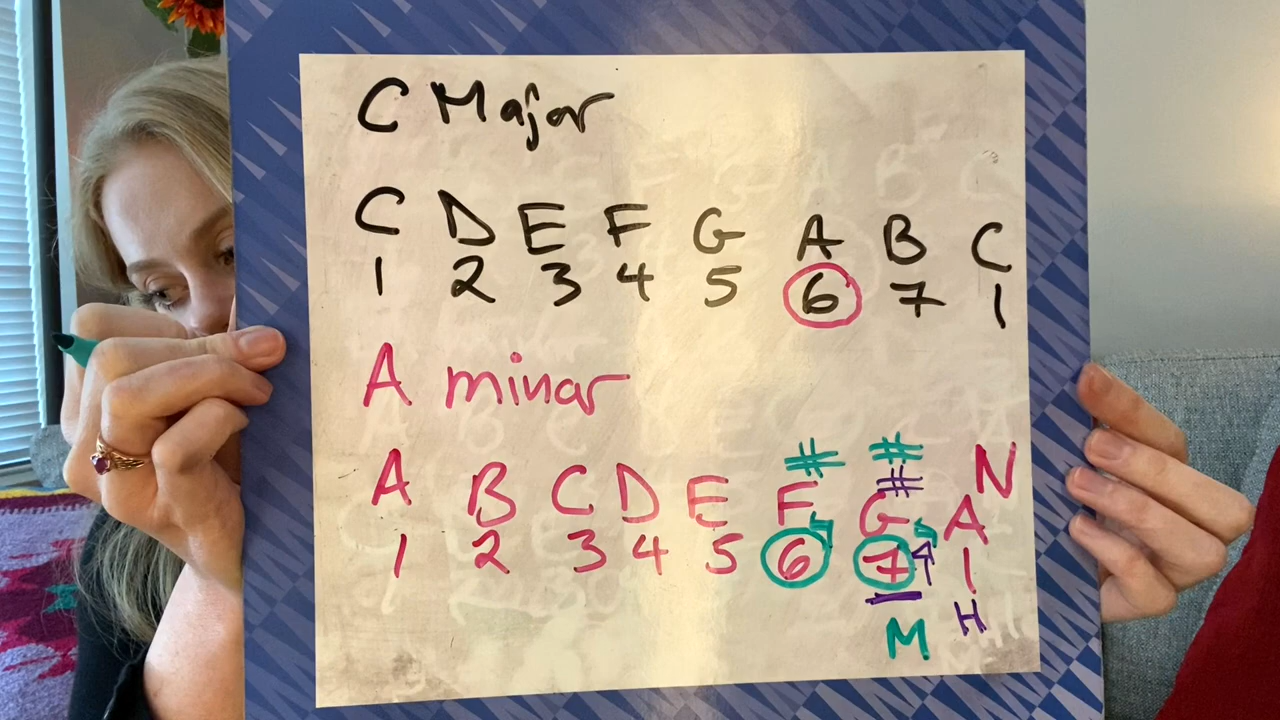 C Major
C D E F G A B C
1 2 3 4 5 6 7 1
A minor
# #
# N
A B C D E F G A
1 2 3 4 5 6 7 1
M H